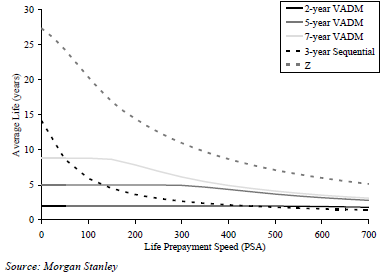 2-year VADM
5-year VADM
7-year VADM
3-year Sequential
Z
Average Life (years)
30
25
20
15
10
5
0
0 100 200 300 400 500 600 700
Life Prepayment Speed (PSA)
Source: Morgan Stanley